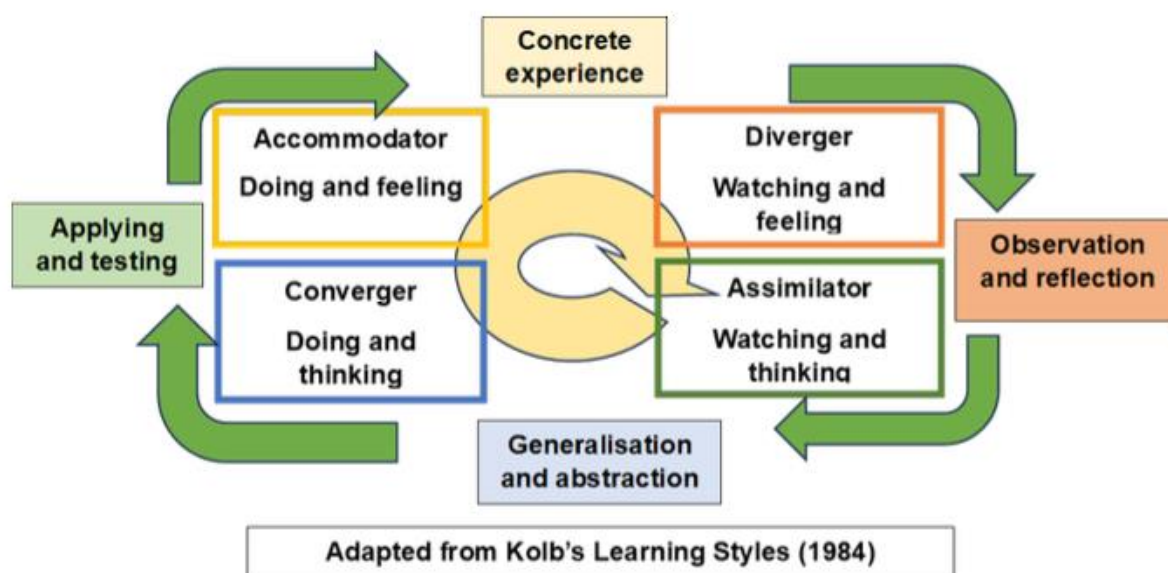 Concrete
experience
Accommodator
Doing and feeling
Diverger
Watching and
feeling
Applying
and testing
Observation
and reflection
Converger
Doing and
thinking
Assimilator
Watching and
thinking
Generalisation
and abstraction
Adapted from Kolb's Learning Styles (1984)